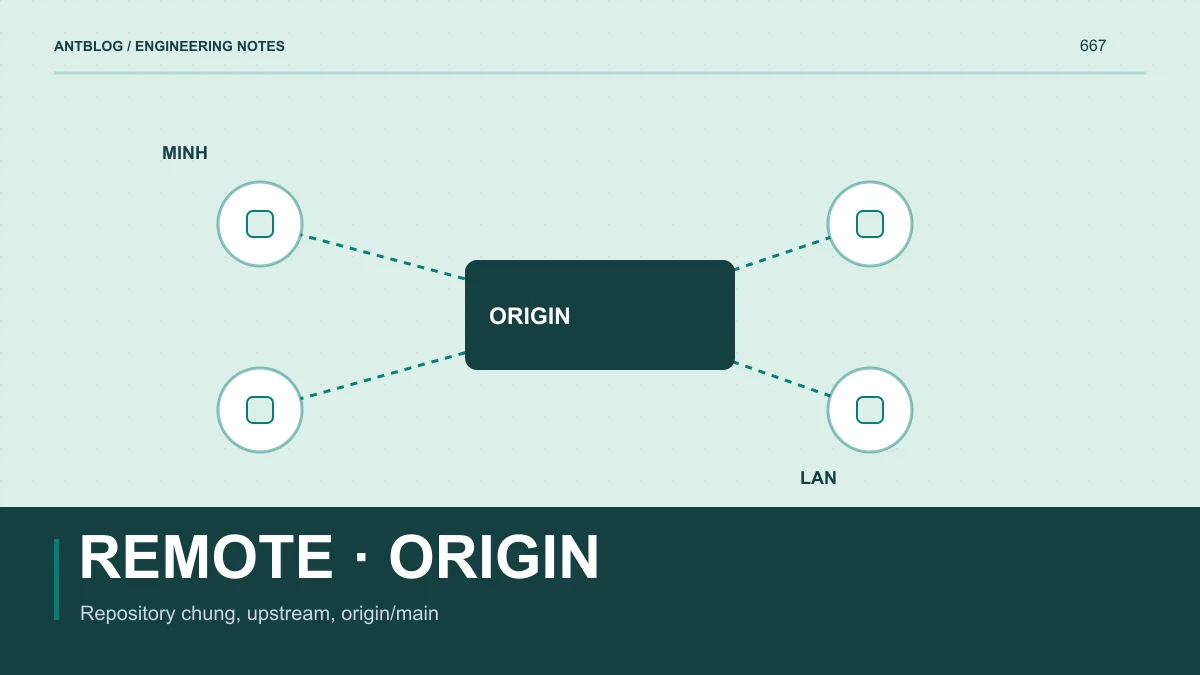 ANTBLOG / ENGINEERING NOTES
667
MINH
ORIGIN
LAN
REMOTE · ORIGIN
Repository chung, upstream, origin/main